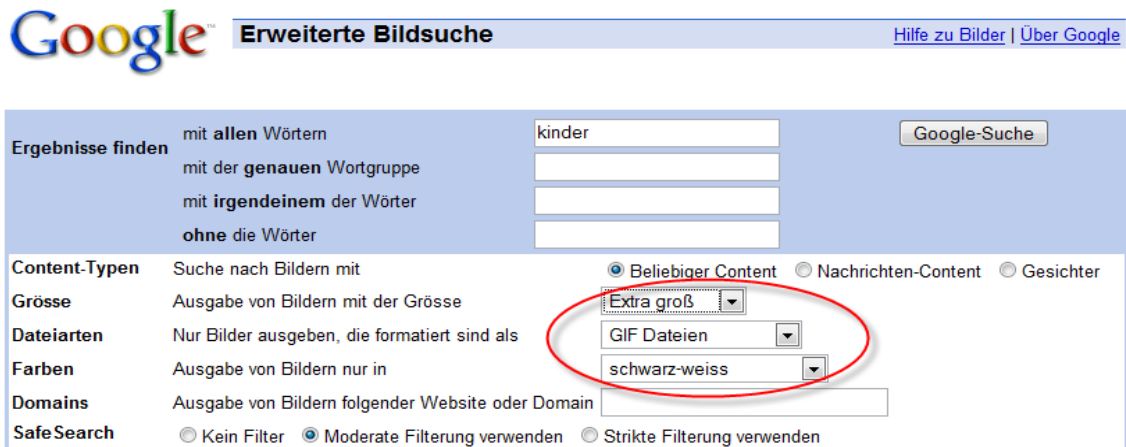 Google™ Erweiterte Bildsuche Hilfe zu Bilder | Über Google
Ergebnisse finden mit allen Wörtern kinder Google-Suche
mit der genauen Wortgruppe
mit irgendeinem der Wörter
ohne die Wörter
Content-Typen Suche nach Bildern mit Beliebiger Content Nachrichten-Content Gesichter
Grösse Ausgabe von Bildern mit der Grösse Extra groß
Dateiarten Nur Bilder ausgeben, die formatiert sind als GIF Dateien
Farben Ausgabe von Bildern nur in schwarz-weiss
Domains Ausgabe von Bildern folgender Website oder Domain
SafeSearch Kein Filter Moderate Filterung verwenden Strikte Filterung verwenden